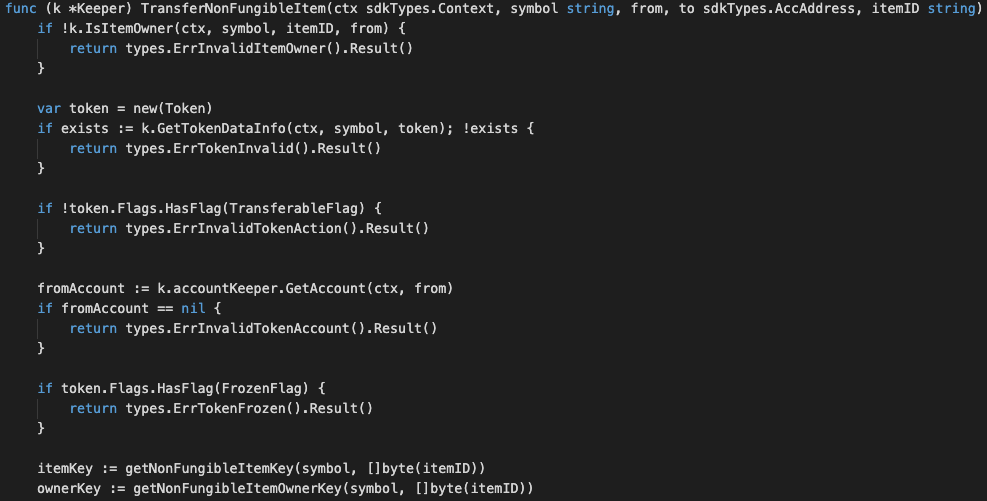 func (k *Keeper) TransferNonFungibleItem(ctx sdkTypes.Context, symbol string, from, to sdkTypes.AccAddress, itemID string)
    if !k.IsItemOwner(ctx, symbol, itemID, from) {
        return types.ErrInvalidItemOwner().Result()
    }

    var token = new(Token)
    if exists := k.GetTokenDataInfo(ctx, symbol, token); !exists {
        return types.ErrTokenInvalid().Result()
    }

    if !token.Flags.HasFlag(TransferableFlag) {
        return types.ErrInvalidTokenAction().Result()
    }

    fromAccount := k.accountKeeper.GetAccount(ctx, from)
    if fromAccount == nil {
        return types.ErrInvalidTokenAccount().Result()
    }

    if token.Flags.HasFlag(FrozenFlag) {
        return types.ErrTokenFrozen().Result()
    }

    itemKey := getNonFungibleItemKey(symbol, []byte(itemID))
    ownerKey := getNonFungibleItemOwnerKey(symbol, []byte(itemID))